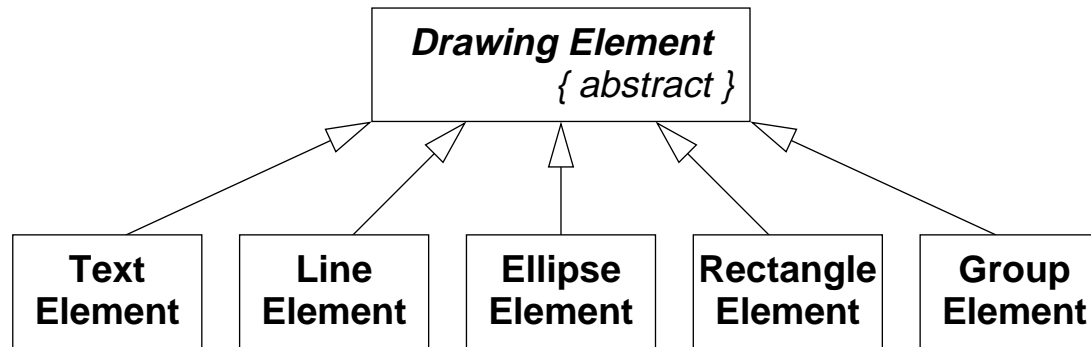 Drawing Element
{ abstract }
Text
Element
Line
Element
Ellipse
Element
Rectangle
Element
Group
Element